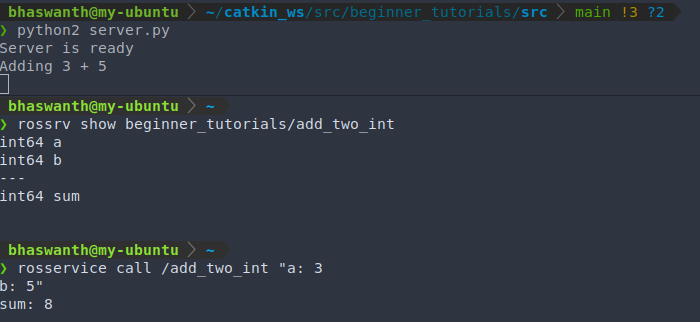 bhaswanth@my-ubuntu ~/catkin_ws/src/beginner_tutorials/src main !3 ?2
❯ python2 server.py
Server is ready
Adding 3 + 5
bhaswanth@my-ubuntu ~
❯ rossrv show beginner_tutorials/add_two_int
int64 a
int64 b
---
int64 sum
bhaswanth@my-ubuntu ~
❯ rosservice call /add_two_int "a: 3
b: 5"
sum: 8